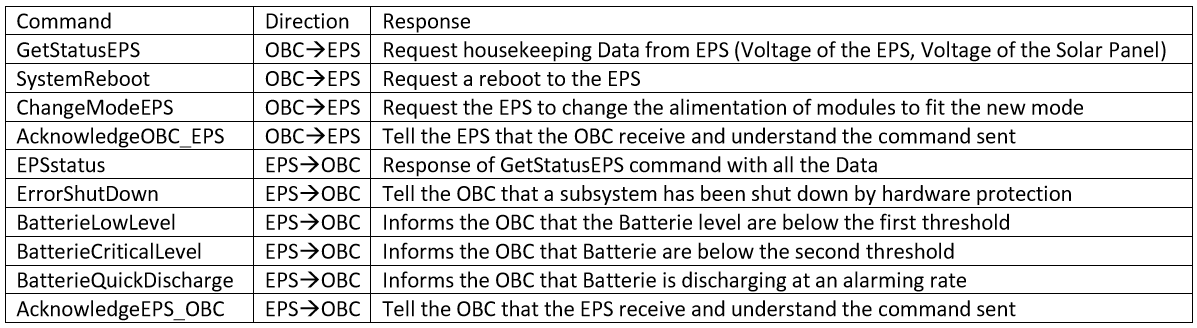 Command Direction Response
GetStatusEPS OBC→EPS Request housekeeping Data from EPS (Voltage of the EPS, Voltage of the Solar Panel)
SystemReboot OBC→EPS Request a reboot to the EPS
ChangeModeEPS OBC→EPS Request the EPS to change the alimentation of modules to fit the new mode
AcknowledgeOBC_EPS OBC→EPS Tell the EPS that the OBC receive and understand the command sent
EPSstatus EPS→OBC Response of GetStatusEPS command with all the Data
ErrorShutDown EPS→OBC Tell the OBC that a subsystem has been shut down by hardware protection
BatterieLowLevel EPS→OBC Informs the OBC that the Batterie level are below the first threshold
BatterieCriticalLevel EPS→OBC Informs the OBC that Batterie are below the second threshold
BatterieQuickDischarge EPS→OBC Informs the OBC that Batterie is discharging at an alarming rate
AcknowledgeEPS_OBC EPS→OBC Tell the OBC that the EPS receive and understand the command sent